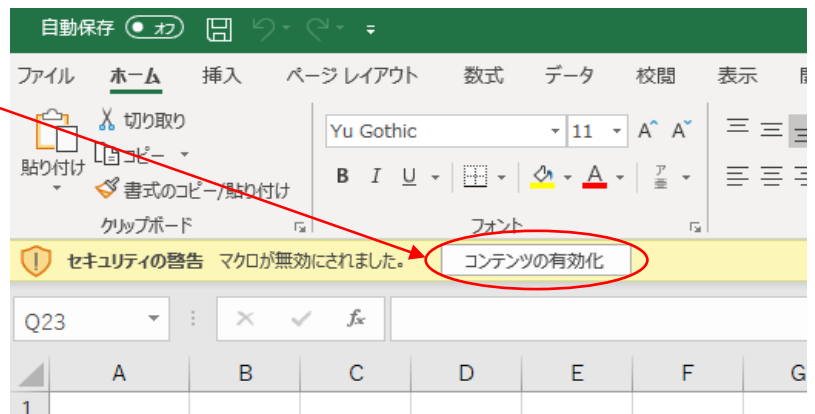 自動保存 オフ
ファイル ホーム 挿入 ページ レイアウト 数式 データ 校閲 表示
切り取り
コピー
貼り付け
書式のコピー/貼り付け
Yu Gothic 11 A^ A˅
B I U A ア亜
クリップボード フォント
セキュリティの警告 マクロが無効にされました。 コンテンツの有効化
Q23 fx
A B C D E F G
1